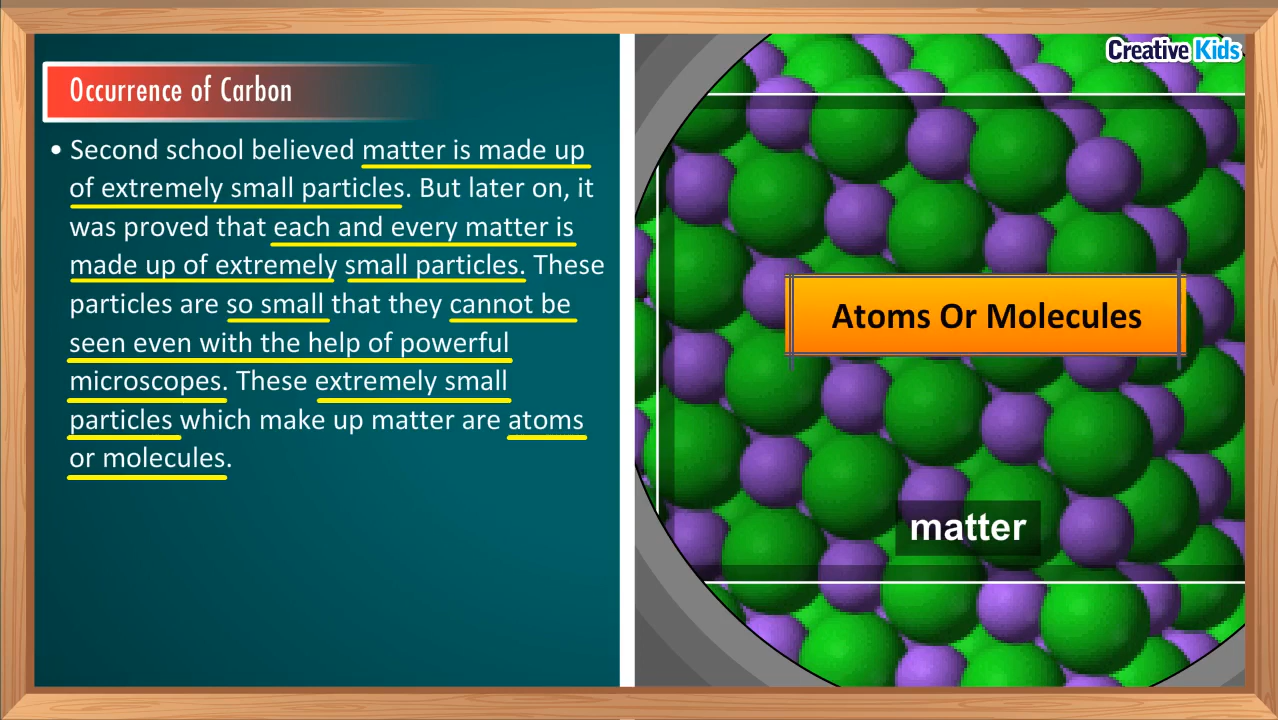 Creative Kids
Occurrence of Carbon
• Second school believed matter is made up
of extremely small particles. But later on, it
was proved that each and every matter is
made up of extremely small particles. These
particles are so small that they cannot be
seen even with the help of powerful
microscopes. These extremely small
particles which make up matter are atoms
or molecules.
Atoms Or Molecules
matter